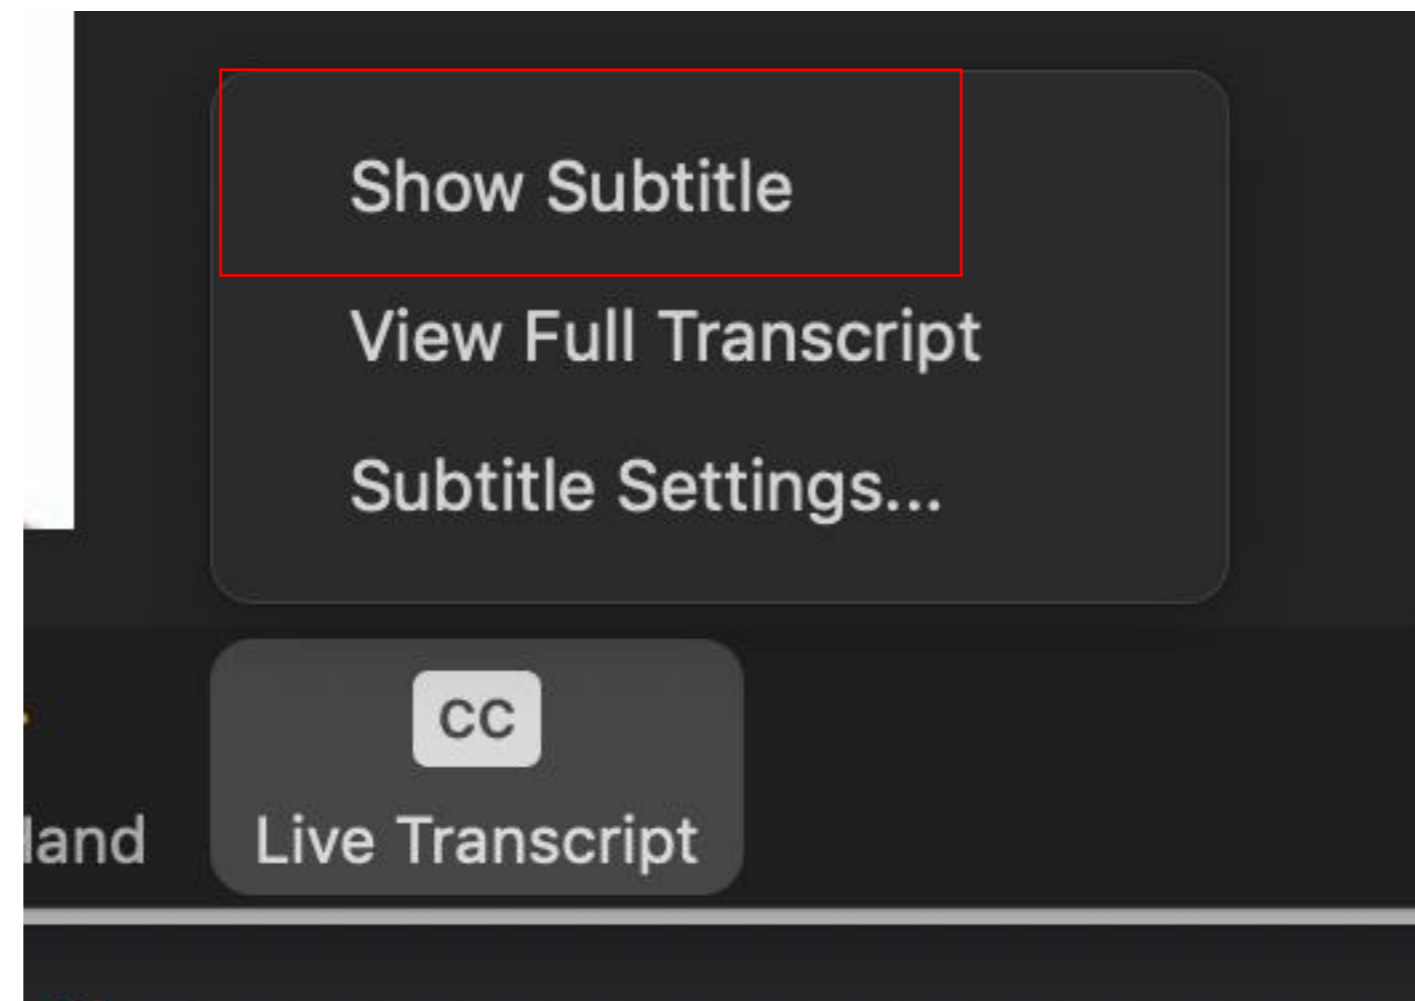 Show Subtitle
View Full Transcript
Subtitle Settings...
CC
Live Transcript